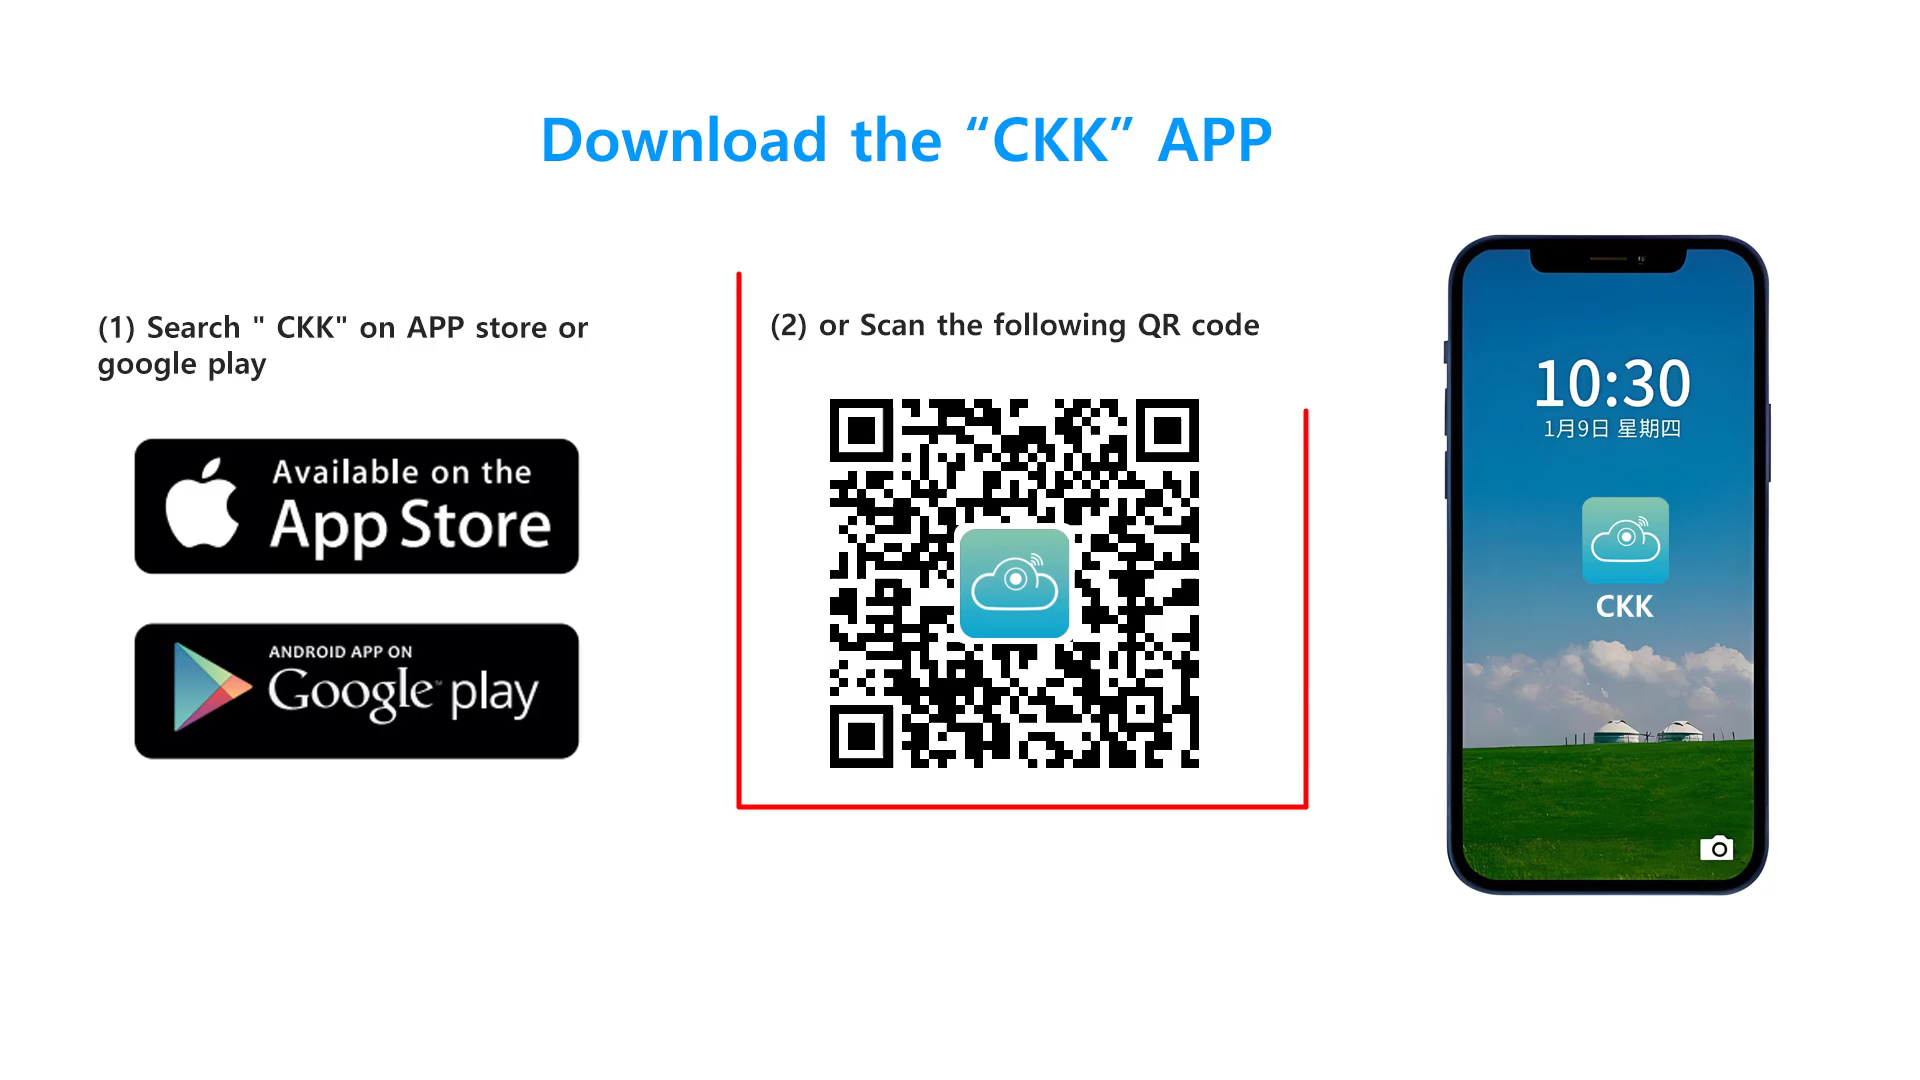 Download the “CKK” APP
(1) Search " CKK" on APP store or
google play
Available on the
App Store
ANDROID APP ON
Google™ play
(2) or Scan the following QR code
10:30
1月9日 星期四
CKK